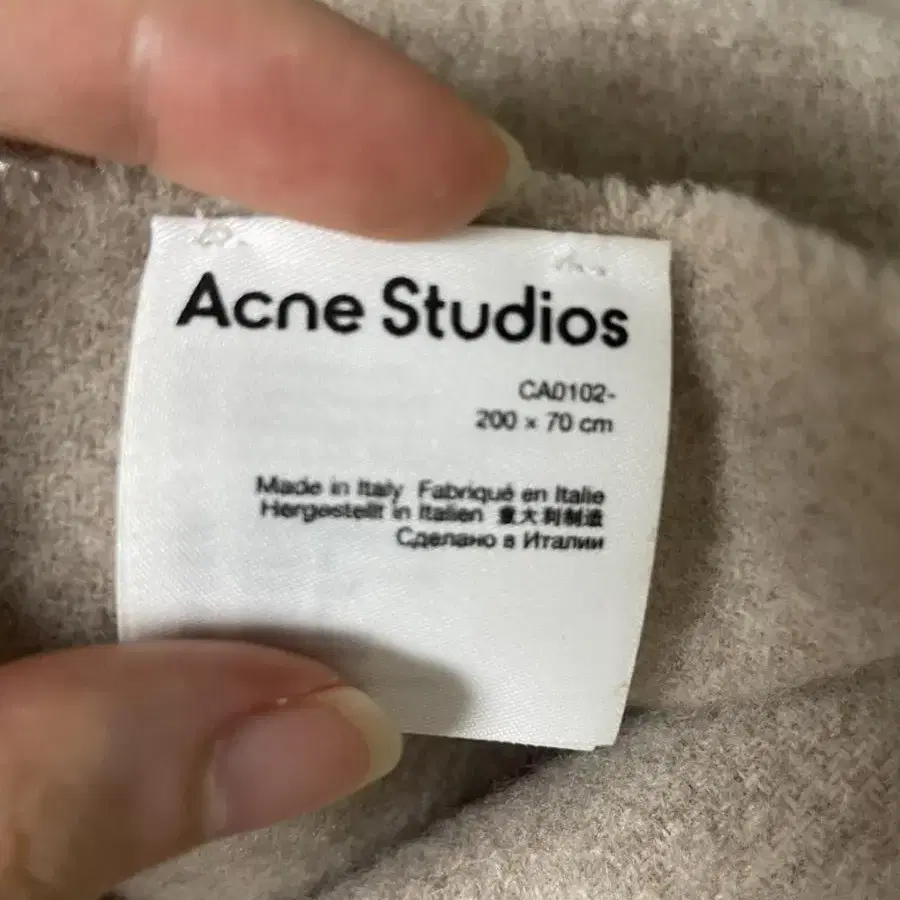 Acne Studios
CA0102-
200 × 70 cm
Made in Italy Fabriqué en Italie
Hergestellt in Italien 意大利制造
Сделано в Италии